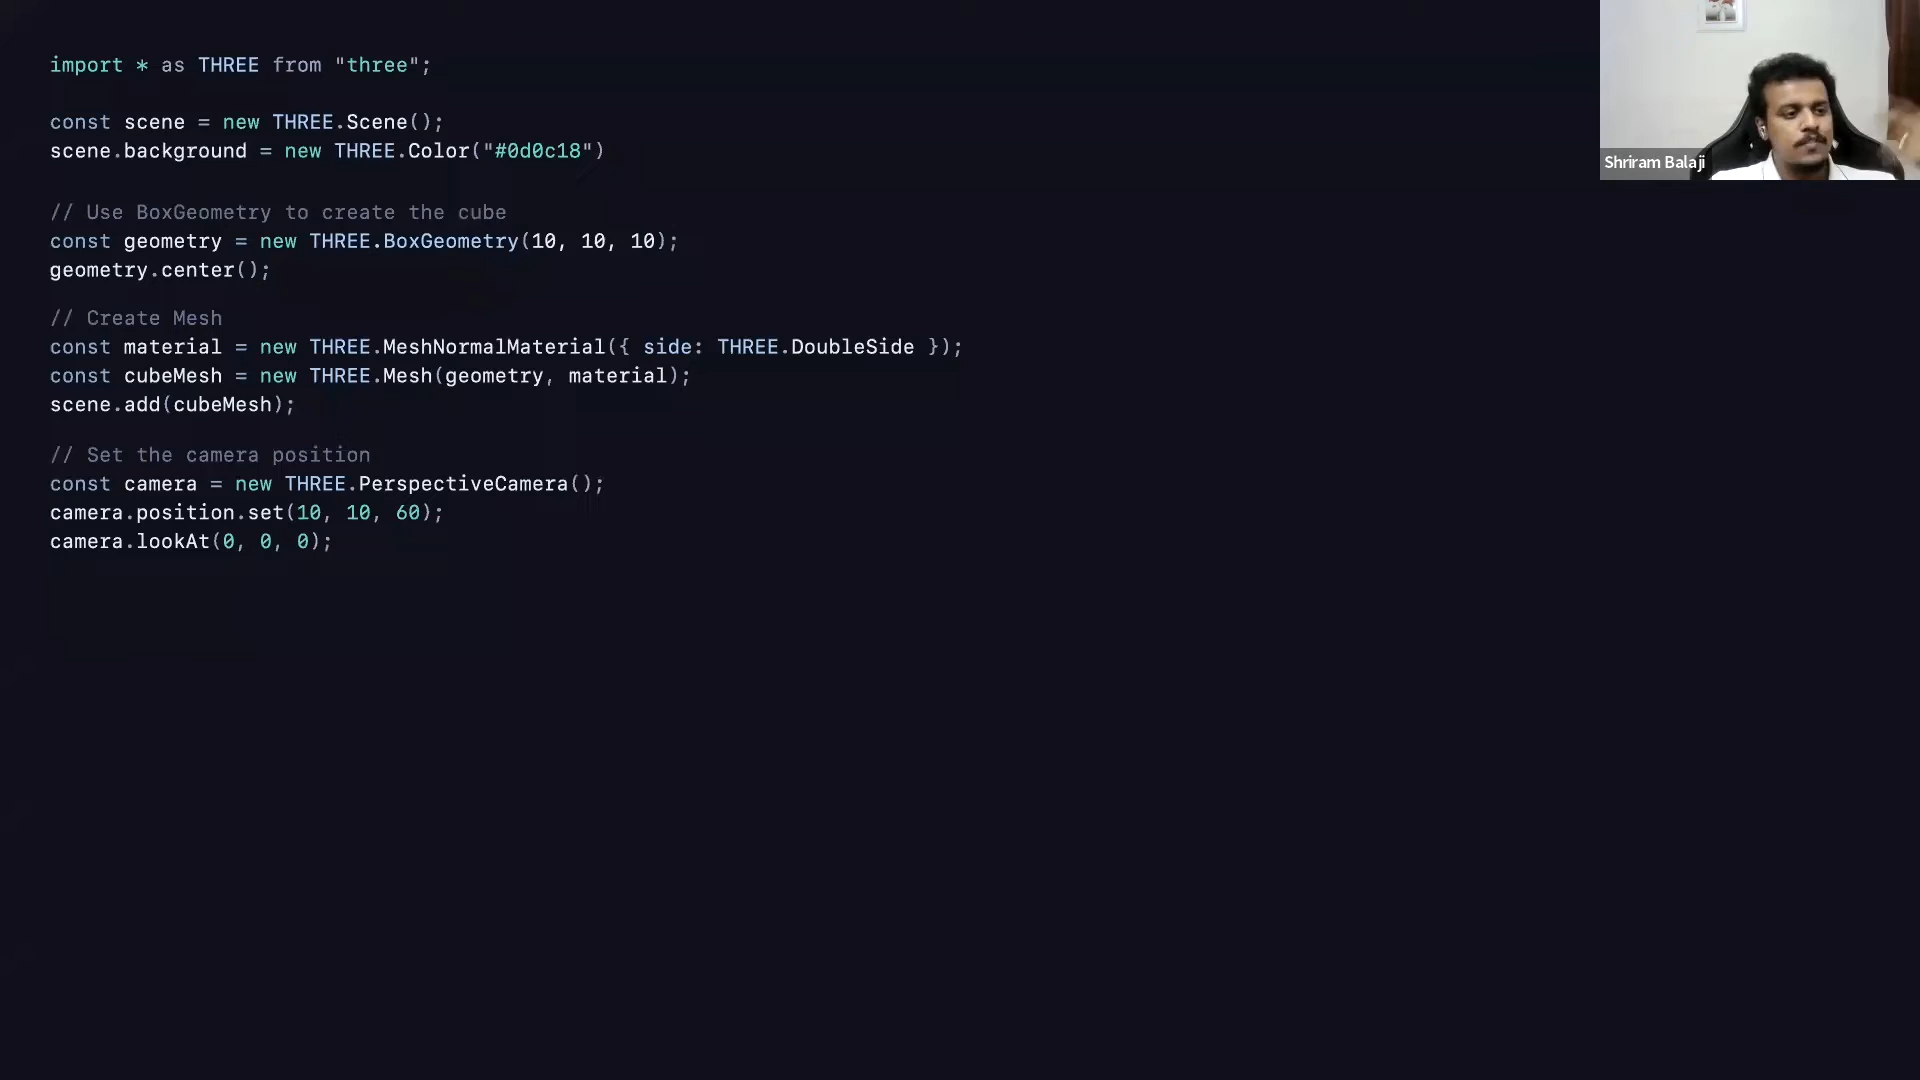 import * as THREE from "three";
const scene = new THREE.Scene();
scene.background = new THREE.Color("#0d0c18")
// Use BoxGeometry to create the cube
const geometry = new THREE.BoxGeometry(10, 10, 10);
geometry.center();
// Create Mesh
const material = new THREE.MeshNormalMaterial({ side: THREE.DoubleSide });
const cubeMesh = new THREE.Mesh(geometry, material);
scene.add(cubeMesh);
// Set the camera position
const camera = new THREE.PerspectiveCamera();
camera.position.set(10, 10, 60);
camera.lookAt(0, 0, 0);
Shriram Balaji